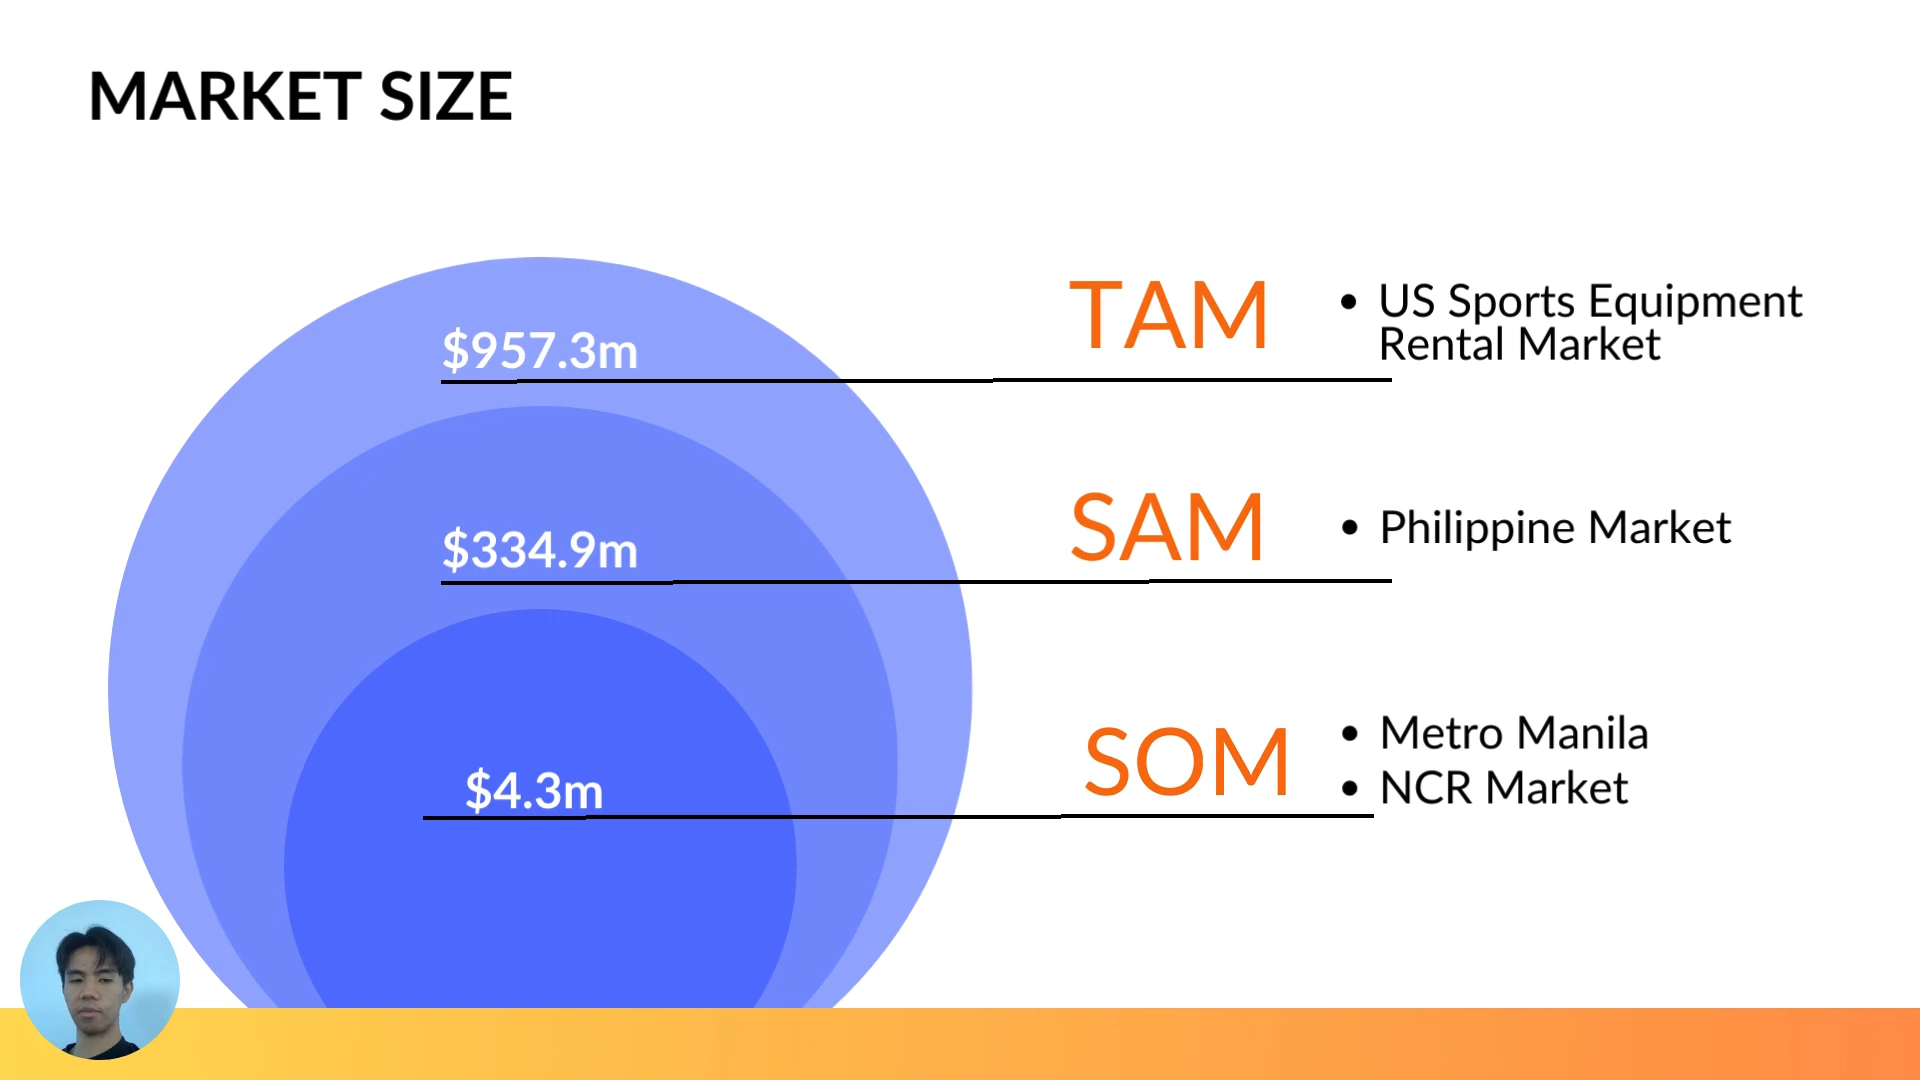 MARKET SIZE
$957.3m
TAM
• US Sports Equipment
Rental Market
$334.9m
SAM
• Philippine Market
$4.3m
SOM
• Metro Manila
• NCR Market